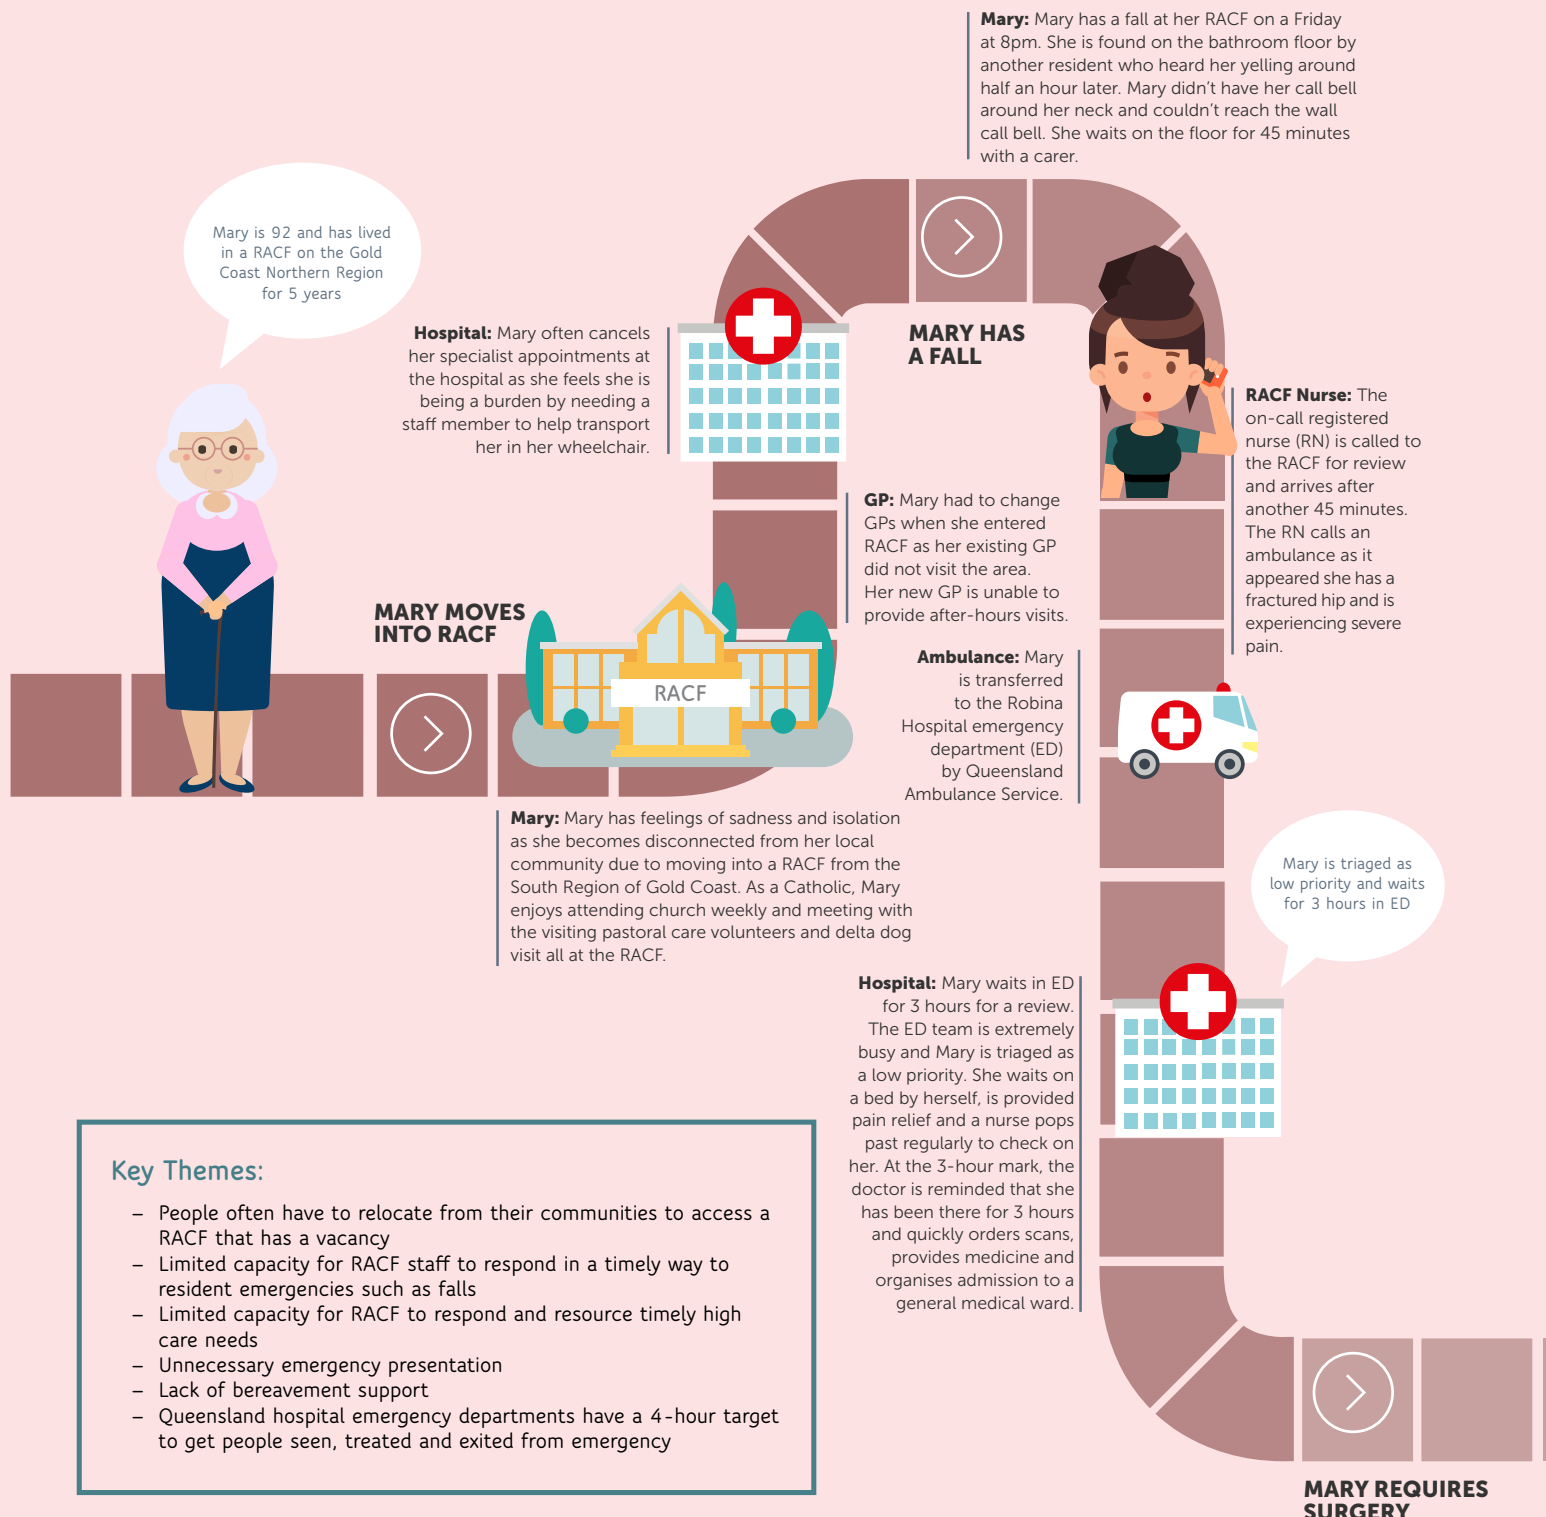 Mary is 92 and has lived
in a RACF on the Gold
Coast Northern Region
for 5 years
MARY MOVES
INTO RACF
RACF
Mary: Mary has feelings of sadness and isolation
as she becomes disconnected from her local
community due to moving into a RACF from the
South Region of Gold Coast. As a Catholic, Mary
enjoys attending church weekly and meeting with
the visiting pastoral care volunteers and delta dog
visit all at the RACF.
GP: Mary had to change
GPs when she entered
RACF as her existing GP
did not visit the area.
Her new GP is unable to
provide after-hours visits.
Hospital: Mary often cancels
her specialist appointments at
the hospital as she feels she is
being a burden by needing a
staff member to help transport
her in her wheelchair.
MARY HAS
A FALL
Mary: Mary has a fall at her RACF on a Friday
at 8pm. She is found on the bathroom floor by
another resident who heard her yelling around
half an hour later. Mary didn't have her call bell
around her neck and couldn't reach the wall
call bell. She waits on the floor for 45 minutes
with a carer.
RACF Nurse: The
on-call registered
nurse (RN) is called to
the RACF for review
and arrives after
another 45 minutes.
The RN calls an
ambulance as it
appeared she has a
fractured hip and is
experiencing severe
pain.
Ambulance: Mary
is transferred
to the Robina
Hospital emergency
department (ED)
by Queensland
Ambulance Service.
Mary is triaged as
low priority and waits
for 3 hours in ED
Hospital: Mary waits in ED
for 3 hours for a review.
The ED team is extremely
busy and Mary is triaged as
a low priority. She waits on
a bed by herself, is provided
pain relief and a nurse pops
past regularly to check on
her. At the 3-hour mark, the
doctor is reminded that she
has been there for 3 hours
and quickly orders scans,
provides medicine and
organises admission to a
general medical ward.
Key Themes:
– People often have to relocate from their communities to access a
RACF that has a vacancy
– Limited capacity for RACF staff to respond in a timely way to
resident emergencies such as falls
– Limited capacity for RACF to respond and resource timely high
care needs
– Unnecessary emergency presentation
– Lack of bereavement support
– Queensland hospital emergency departments have a 4-hour target
to get people seen, treated and exited from emergency
MARY REQUIRES
SURGERY